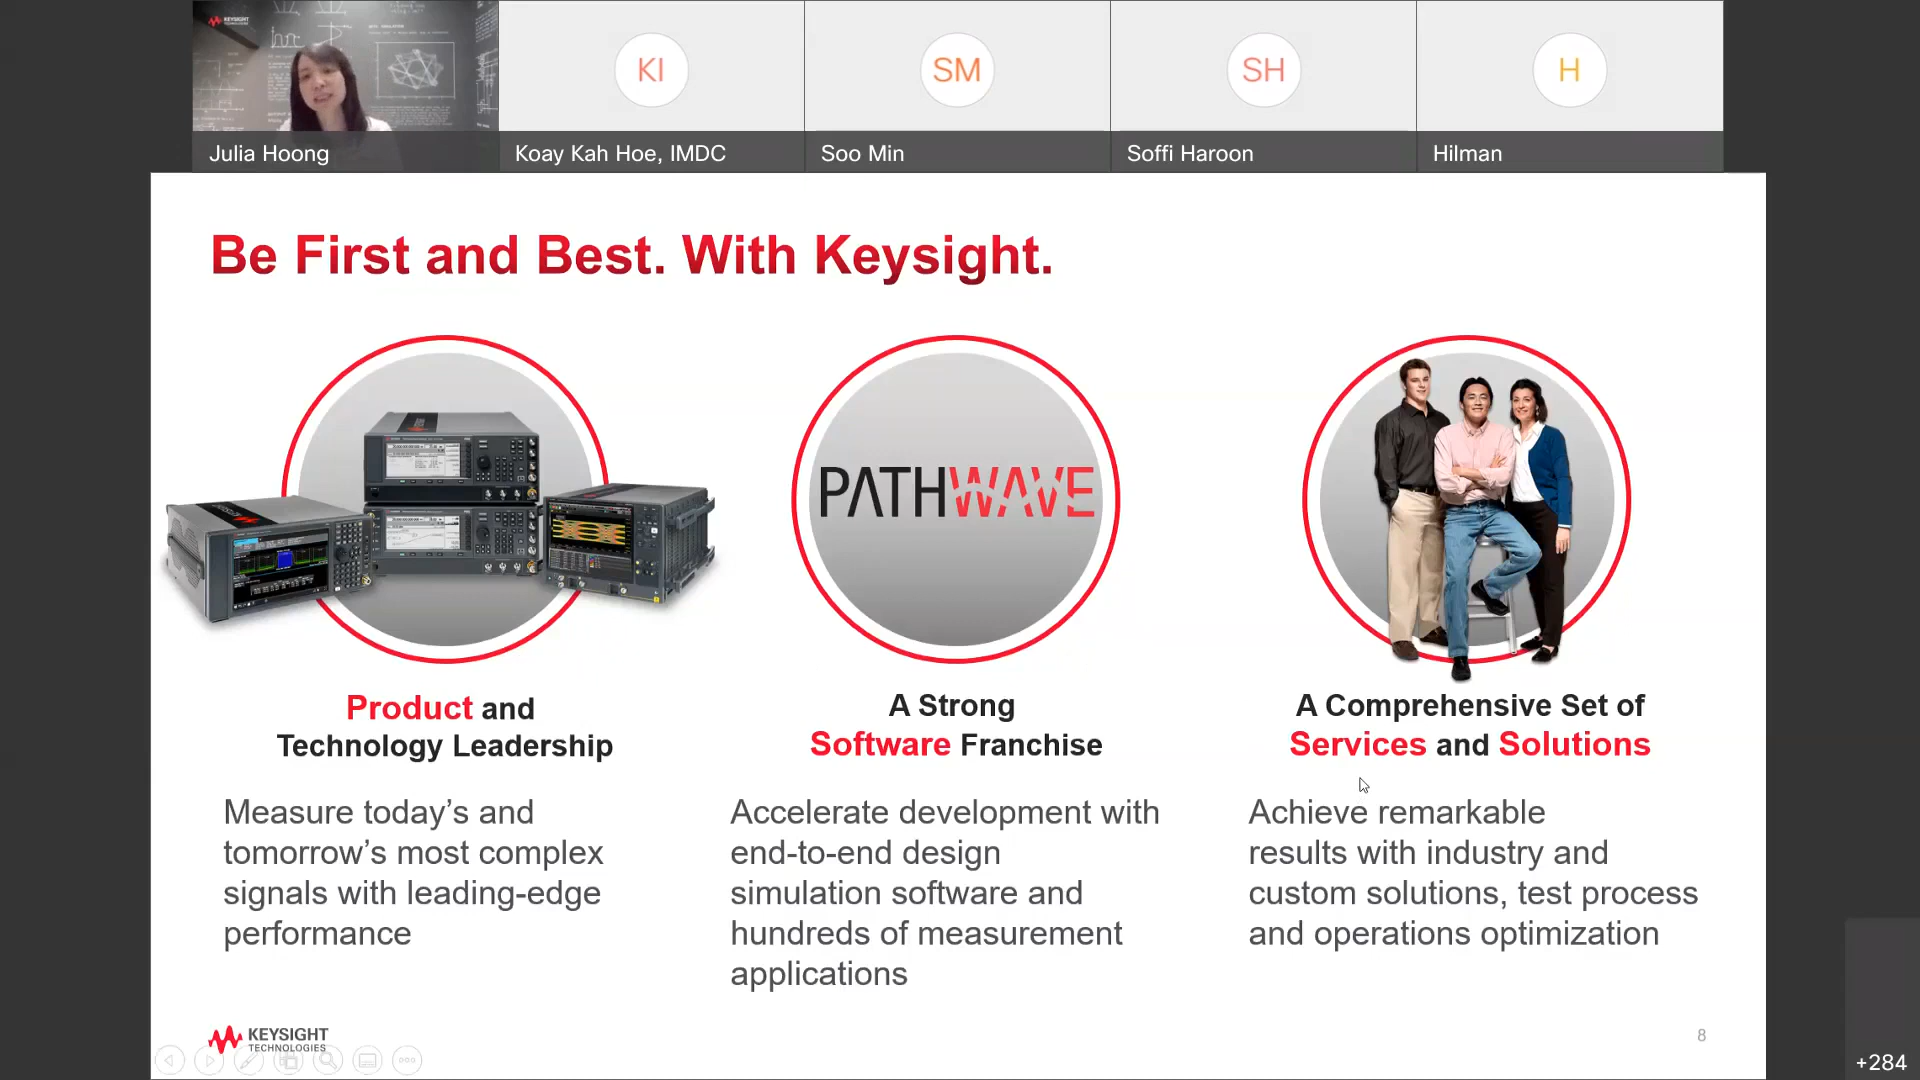 KEYSIGHT
TECHNOLOGIES
KI
SM
SH
H
Julia Hoong
Koay Kah Hoe, IMDC
Soo Min
Soffi Haroon
Hilman
Be First and Best. With Keysight.
PATHWAVE
Product and
Technology Leadership
A Strong
Software Franchise
A Comprehensive Set of
Services and Solutions
Measure today’s and
tomorrow’s most complex
signals with leading-edge
performance
Accelerate development with
end-to-end design
simulation software and
hundreds of measurement
applications
Achieve remarkable
results with industry and
custom solutions, test process
and operations optimization
KEYSIGHT
TECHNOLOGIES
8
+284